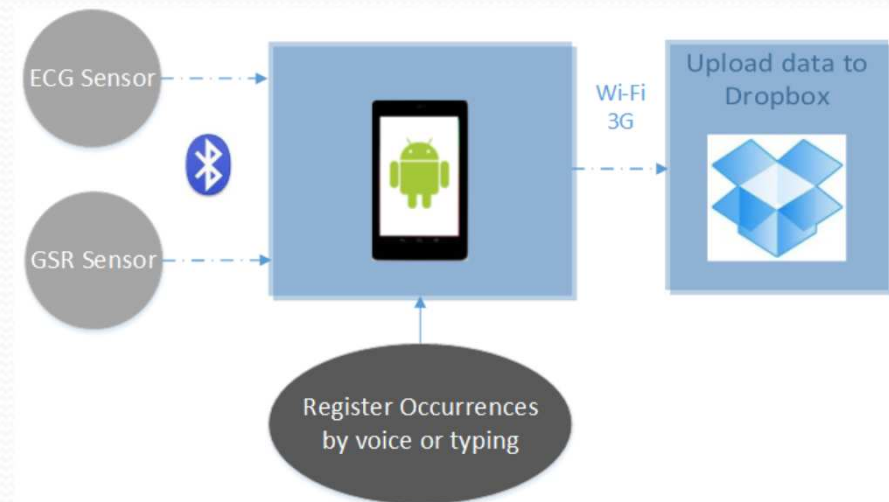 ECG Sensor
GSR Sensor
Wi-Fi
3G
Upload data to
Dropbox
Register Occurrences
by voice or typing